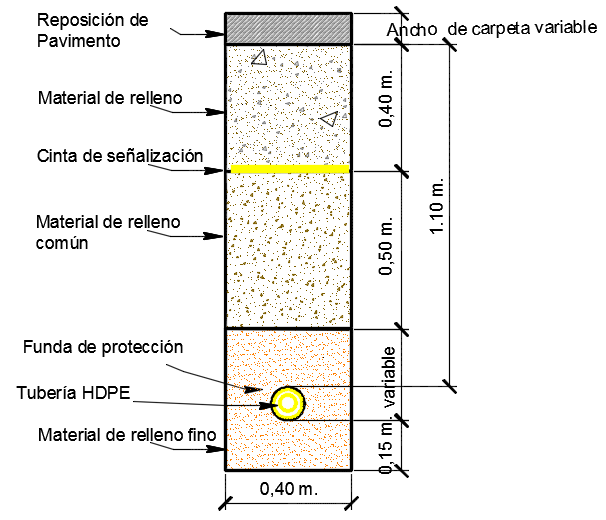 Reposición de
Pavimento
Ancho de carpeta variable
Material de relleno
0,40 m.
Cinta de señalización
1.10 m.
Material de relleno
común
0,50 m.
Funda de protección
variable
Tubería HDPE
Material de relleno fino
0,15 m.
0,40 m.